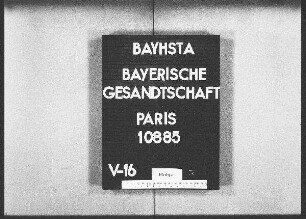 BAYHSTA
BAYERISCHE
GESANDTSCHAFT
PARIS
10885
V-16